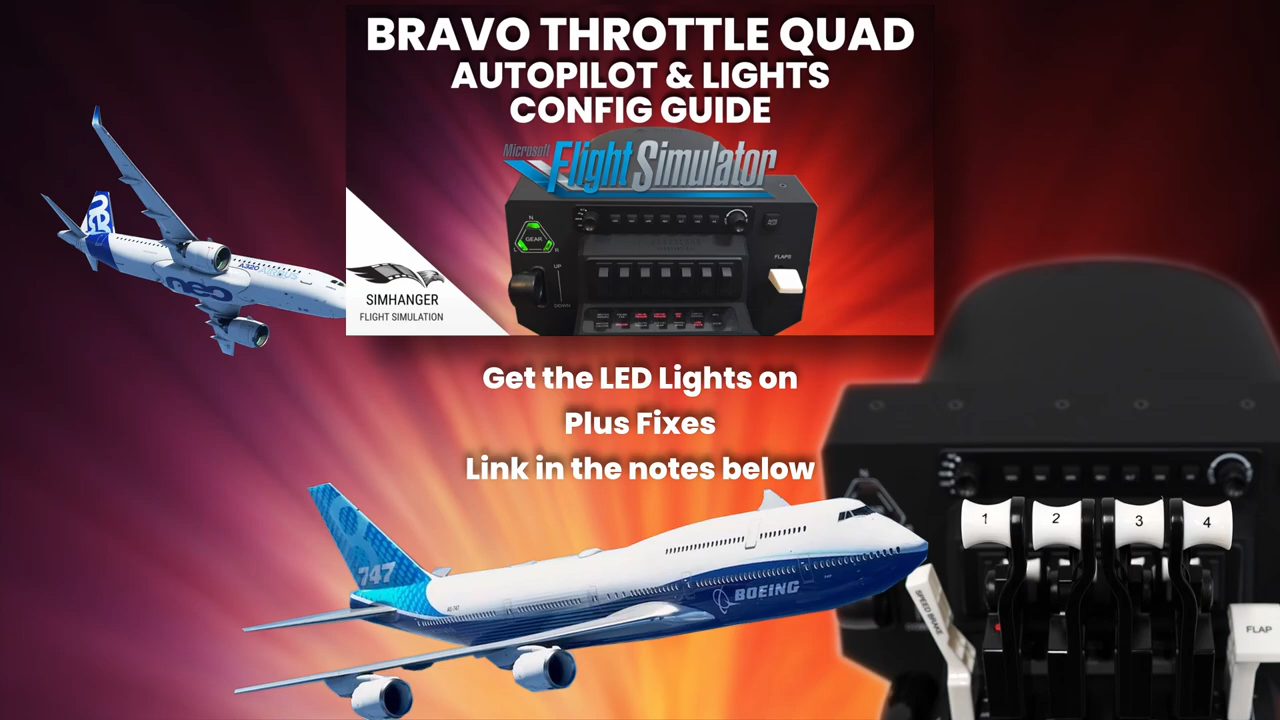 BRAVO THROTTLE QUAD
AUTOPILOT & LIGHTS
CONFIG GUIDE
Microsoft
Flight Simulator
N
GEAR
L R
UP
DOWN
FLAPS
SIMHANGER
FLIGHT SIMULATION
A320
neo
Get the LED Lights on
Plus Fixes
Link in the notes below
747
BOEING
N
1 2 3 4
SPEED BRAKE
FLAP